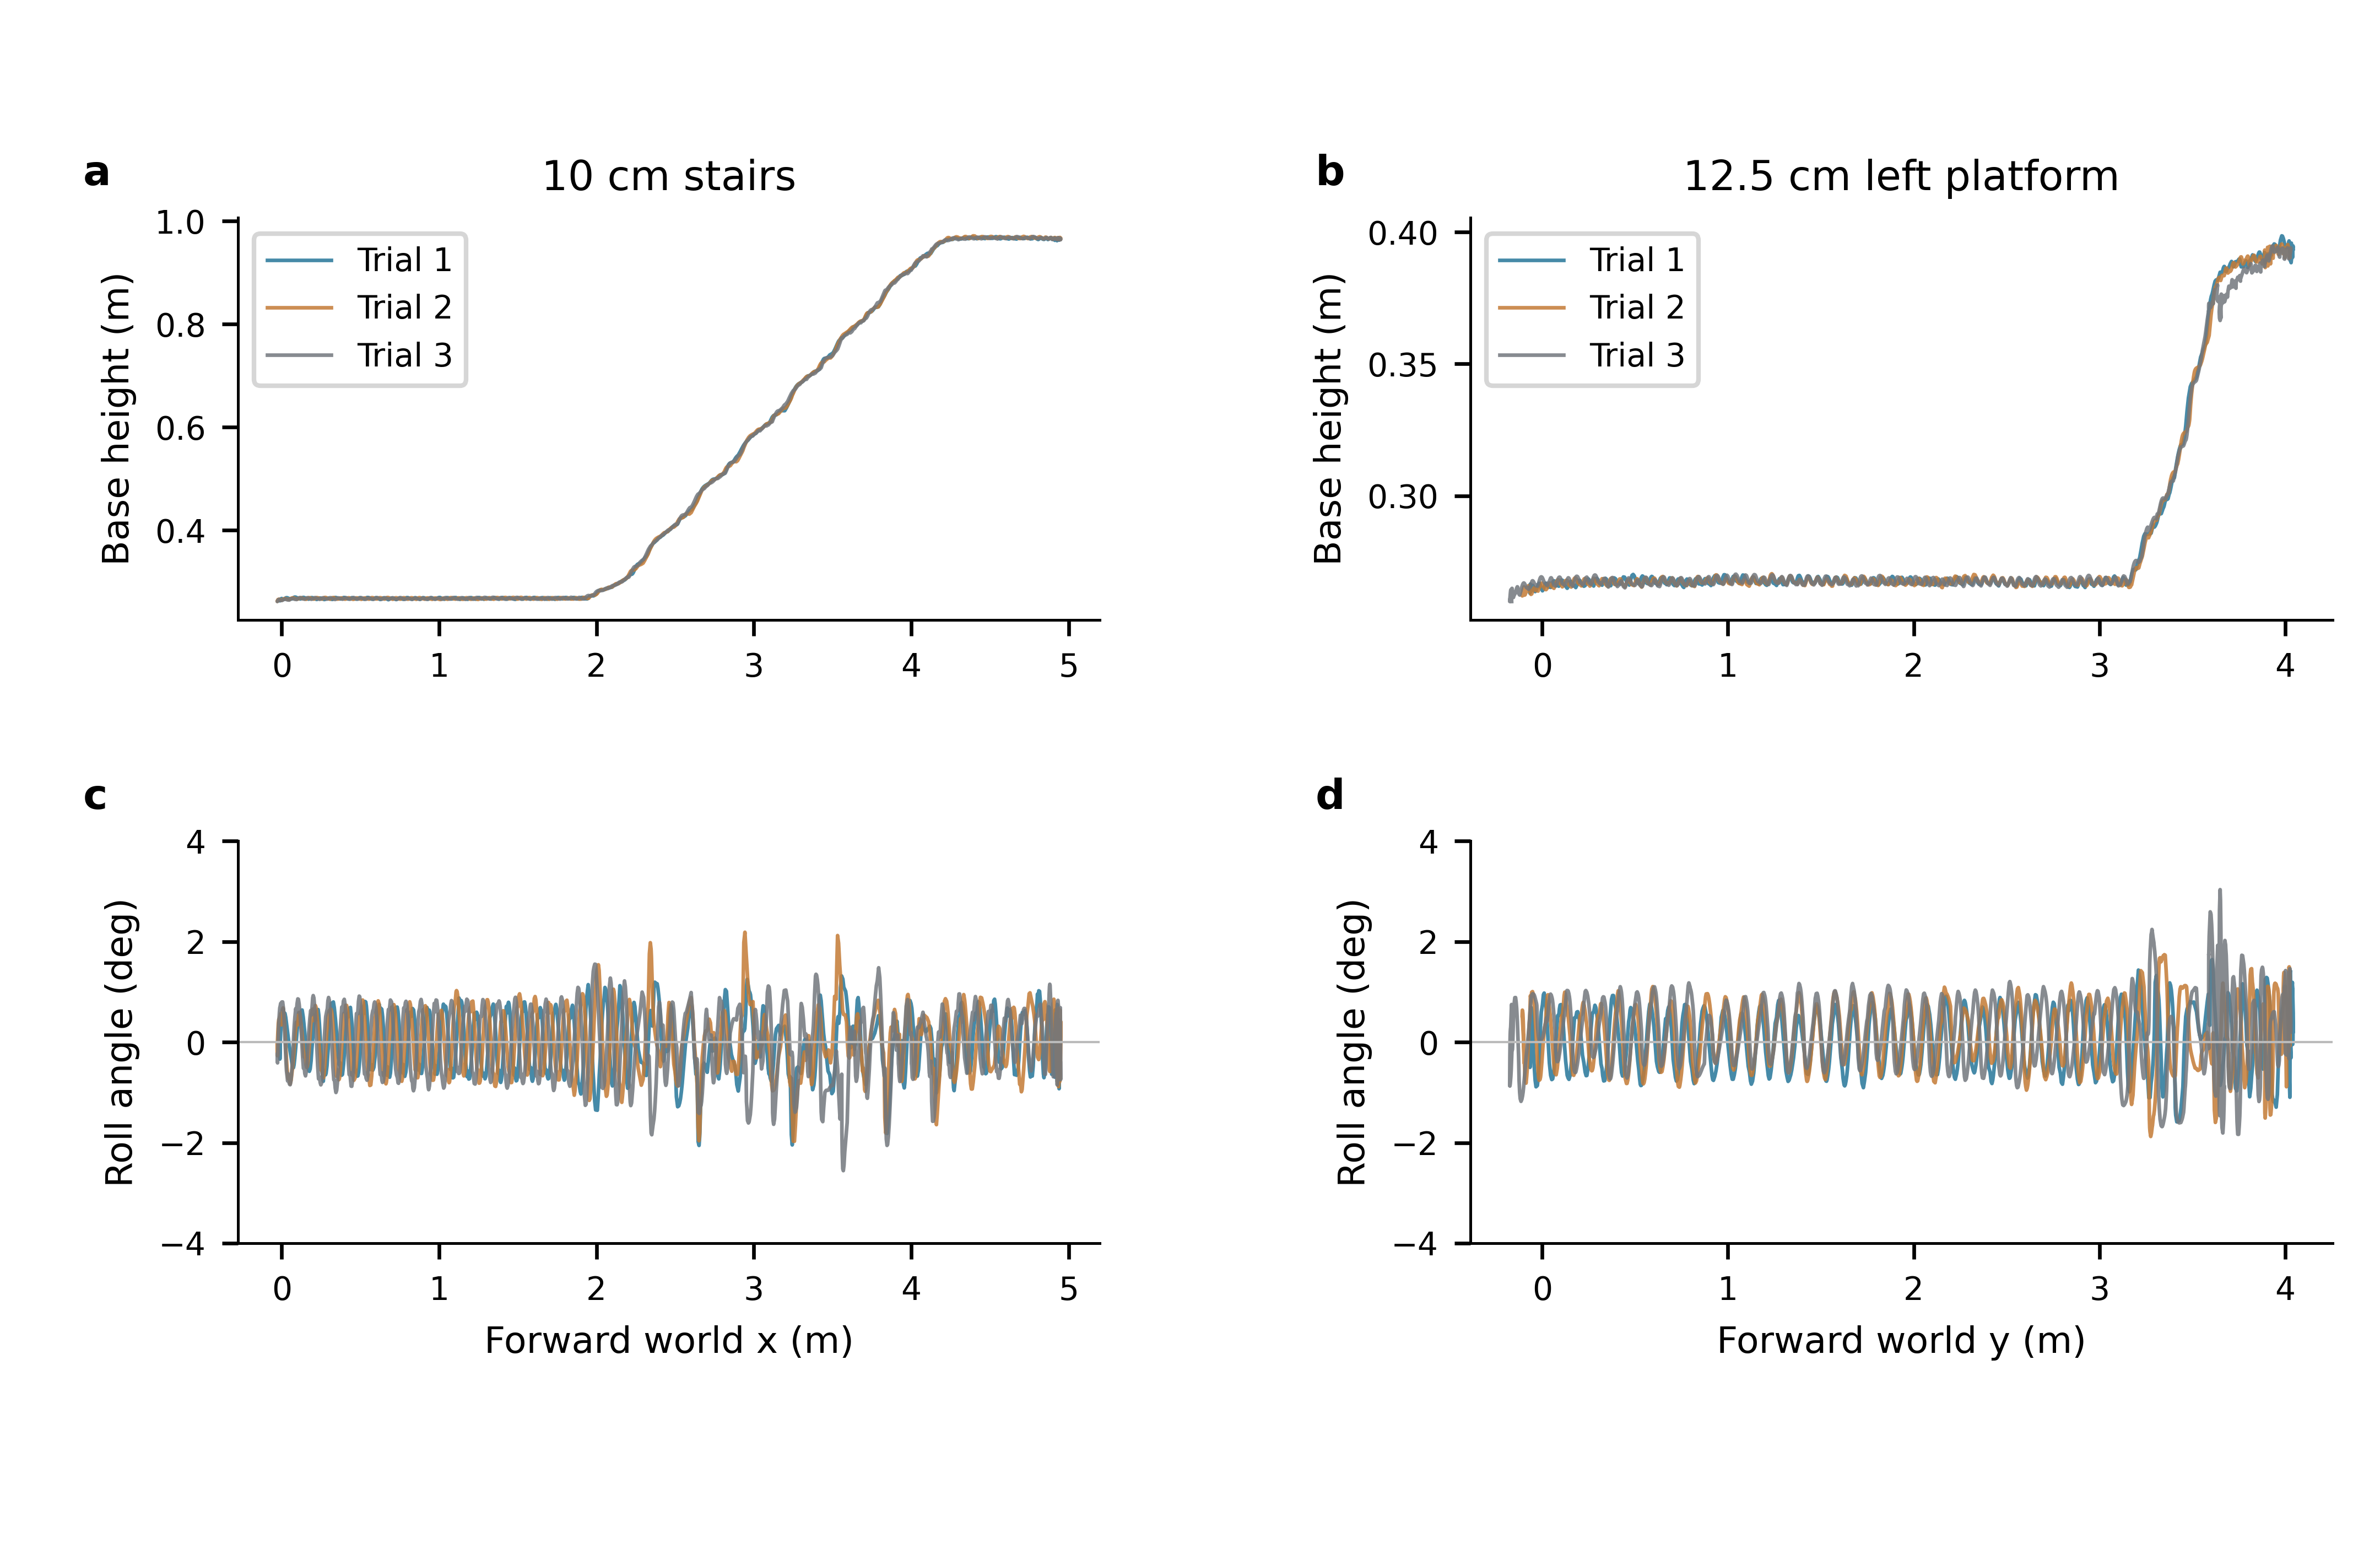 a
10 cm stairs
1.0
0.8
0.6
0.4
Base height (m)
Trial 1
Trial 2
Trial 3
0 1 2 3 4 5
b
12.5 cm left platform
0.40
0.35
0.30
Base height (m)
Trial 1
Trial 2
Trial 3
0 1 2 3 4
c
4
2
0
−2
−4
Roll angle (deg)
0 1 2 3 4 5
Forward world x (m)
d
4
2
0
−2
−4
Roll angle (deg)
0 1 2 3 4
Forward world y (m)